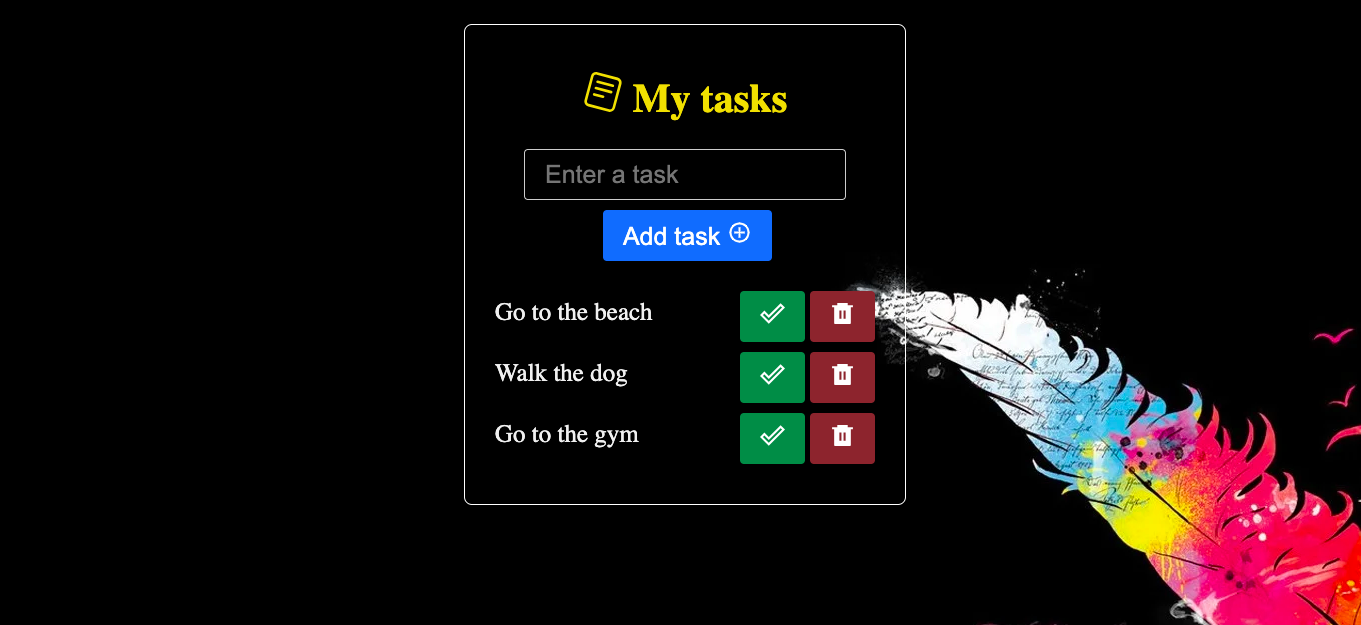 My tasks
Enter a task
Add task
Go to the beach
Walk the dog
Go to the gym